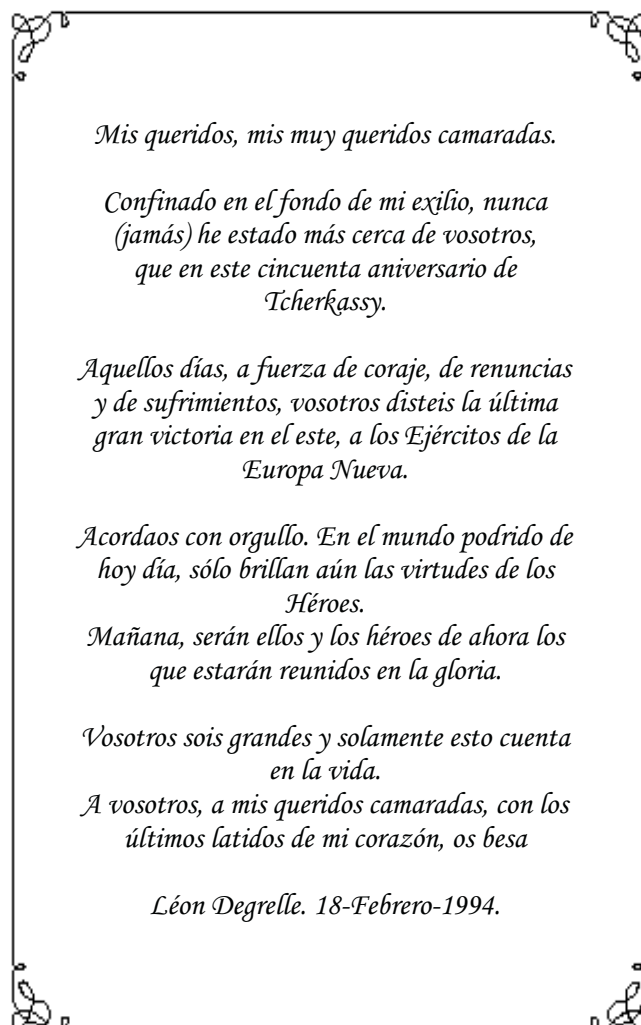 Mis queridos, mis muy queridos camaradas.
Confinado en el fondo de mi exilio, nunca
(jamás) he estado más cerca de vosotros,
que en este cincuenta aniversario de
Tcherkassy.
Aquellos días, a fuerza de coraje, de renuncias
y de sufrimientos, vosotros disteis la última
gran victoria en el este, a los Ejércitos de la
Europa Nueva.
Acordaos con orgullo. En el mundo podrido de
hoy día, sólo brillan aún las virtudes de los
Héroes.
Mañana, serán ellos y los héroes de ahora los
que estarán reunidos en la gloria.
Vosotros sois grandes y solamente esto cuenta
en la vida.
A vosotros, a mis queridos camaradas, con los
últimos latidos de mi corazón, os besa
Léon Degrelle. 18-Febrero-1994.